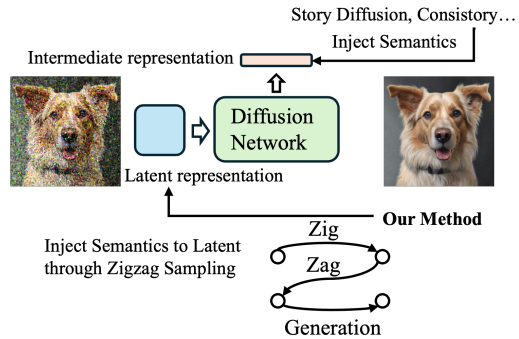 Story Diffusion, Consistory…
Inject Semantics
Intermediate representation
Diffusion
Network
Latent representation
Our Method
Inject Semantics to Latent
through Zigzag Sampling
Zig
Zag
Generation